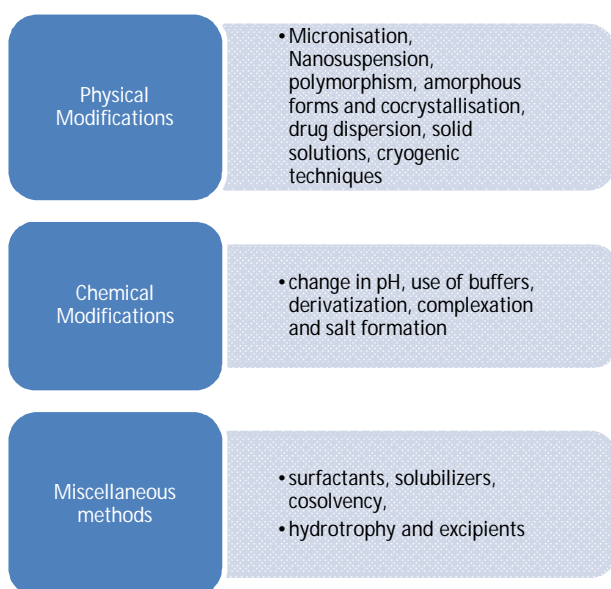 Physical
Modifications
• Micronisation,
Nanosuspension,
polymorphism, amorphous
forms and cocrystallisation,
drug dispersion, solid
solutions, cryogenic
techniques
Chemical
Modifications
• change in pH, use of buffers,
derivatization, complexation
and salt formation
Miscellaneous
methods
• surfactants, solubilizers,
cosolvency,
• hydrotrophy and excipients